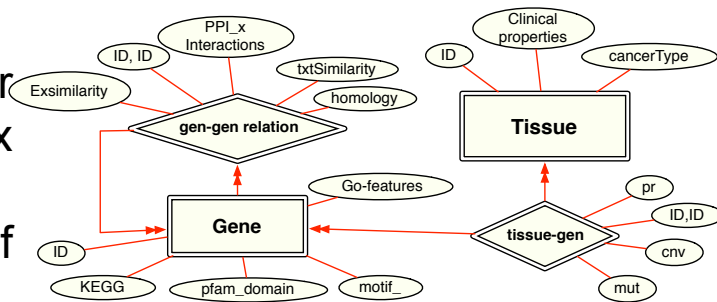 PPI_x
Interactions
ID, ID
txtSimilarity
Exsimilarity
homology
gen-gen relation
r
x
f
Clinical
properties
ID
cancerType
Tissue
Go-features
Gene
ID
KEGG
pfam_domain
motif_
pr
ID,ID
tissue-gen
cnv
mut